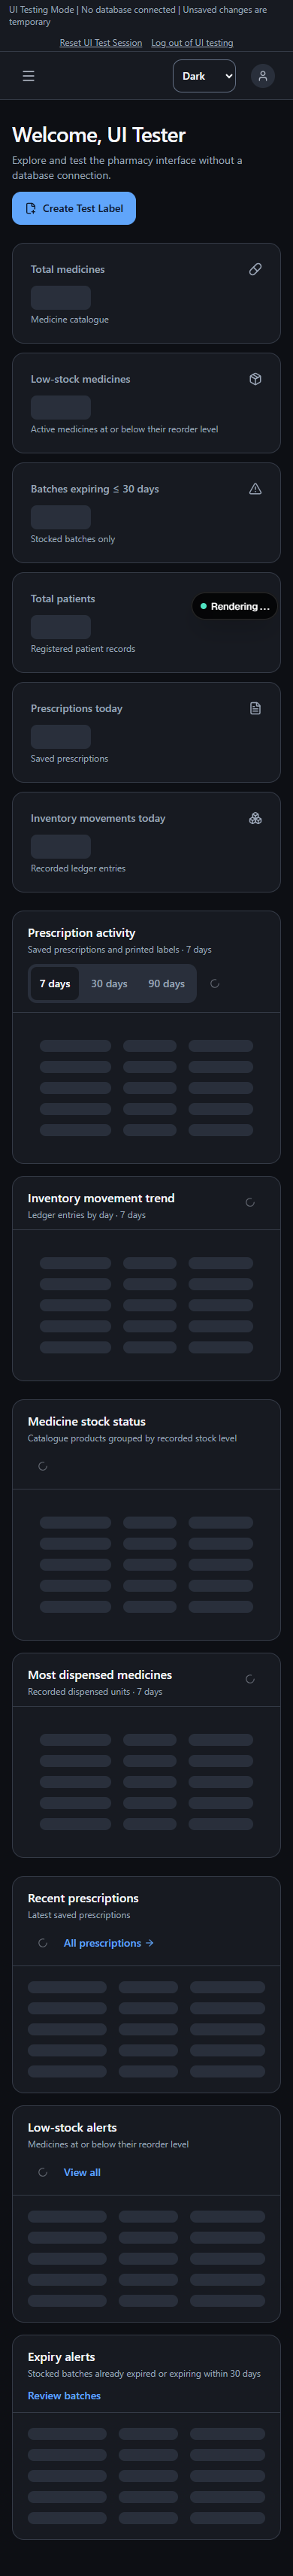 UI Testing Mode | No database connected | Unsaved changes are
temporary
Reset UI Test Session Log out of UI testing
Dark
Welcome, UI Tester
Explore and test the pharmacy interface without a
database connection.
Create Test Label
Total medicines
Medicine catalogue
Low-stock medicines
Active medicines at or below their reorder level
Batches expiring ≤ 30 days
Stocked batches only
Total patients
Rendering...
Registered patient records
Prescriptions today
Saved prescriptions
Inventory movements today
Recorded ledger entries
Prescription activity
Saved prescriptions and printed labels · 7 days
7 days 30 days 90 days
Inventory movement trend
Ledger entries by day · 7 days
Medicine stock status
Catalogue products grouped by recorded stock level
Most dispensed medicines
Recorded dispensed units · 7 days
Recent prescriptions
Latest saved prescriptions
All prescriptions →
Low-stock alerts
Medicines at or below their reorder level
View all
Expiry alerts
Stocked batches already expired or expiring within 30 days
Review batches